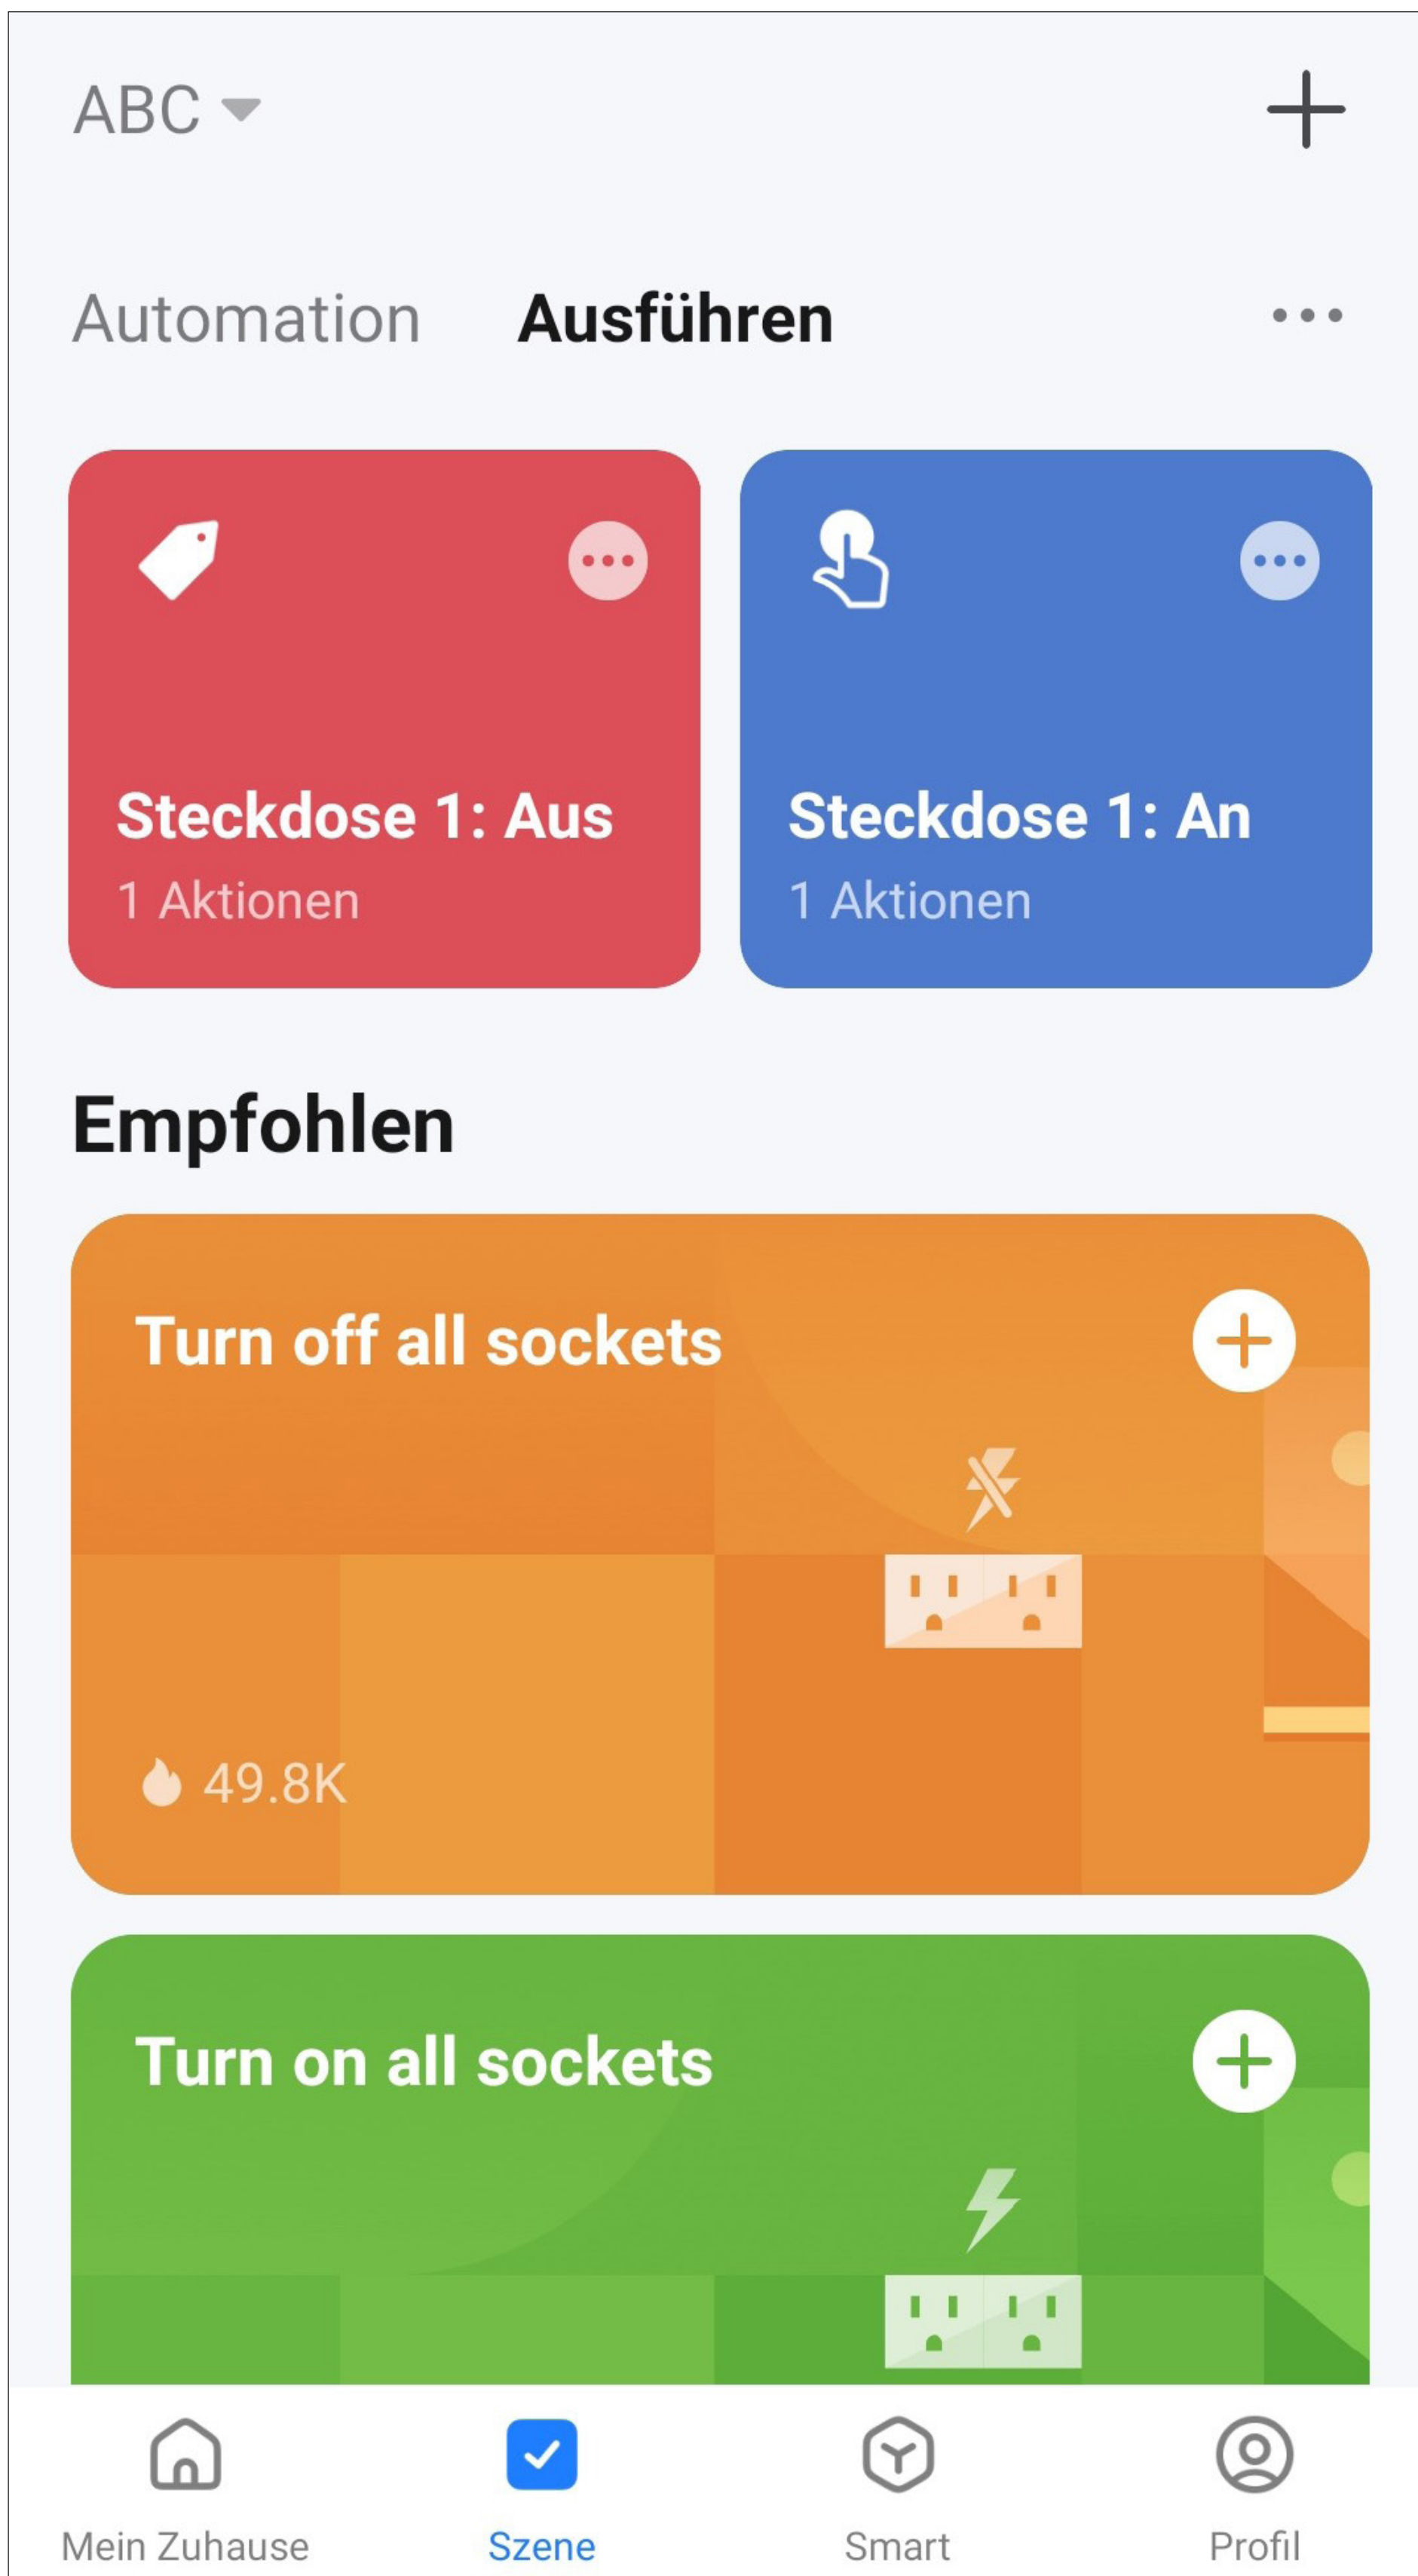 ABC
Automation Ausführen
Steckdose 1: Aus
1 Aktionen
Steckdose 1: An
1 Aktionen
Empfohlen
Turn off all sockets
49.8K
Turn on all sockets
Mein Zuhause Szene Smart Profil